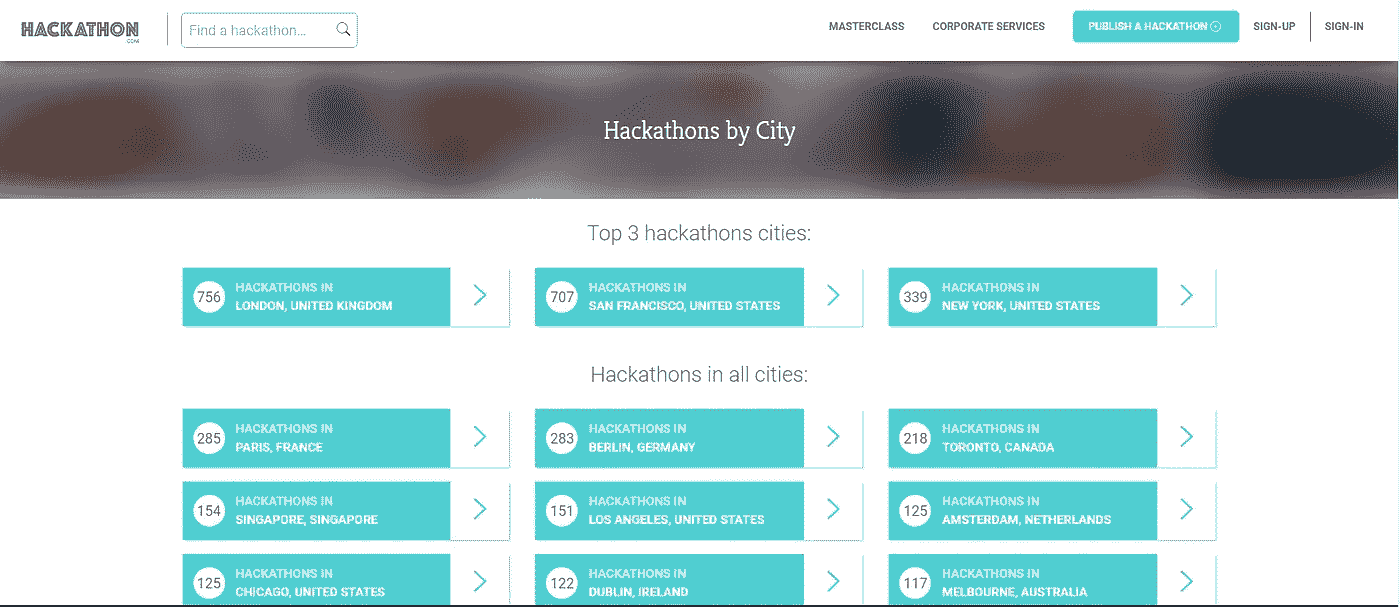 HACKATHON
.COM
Find a hackathon...
MASTERCLASS
CORPORATE SERVICES
PUBLISH A HACKATHON
SIGN-UP
SIGN-IN
Hackathons by City
Top 3 hackathons cities:
756
HACKATHONS IN
LONDON, UNITED KINGDOM
707
HACKATHONS IN
SAN FRANCISCO, UNITED STATES
339
HACKATHONS IN
NEW YORK, UNITED STATES
Hackathons in all cities:
285
HACKATHONS IN
PARIS, FRANCE
283
HACKATHONS IN
BERLIN, GERMANY
218
HACKATHONS IN
TORONTO, CANADA
154
HACKATHONS IN
SINGAPORE, SINGAPORE
151
HACKATHONS IN
LOS ANGELES, UNITED STATES
125
HACKATHONS IN
AMSTERDAM, NETHERLANDS
125
HACKATHONS IN
CHICAGO, UNITED STATES
122
HACKATHONS IN
DUBLIN, IRELAND
117
HACKATHONS IN
MELBOURNE, AUSTRALIA